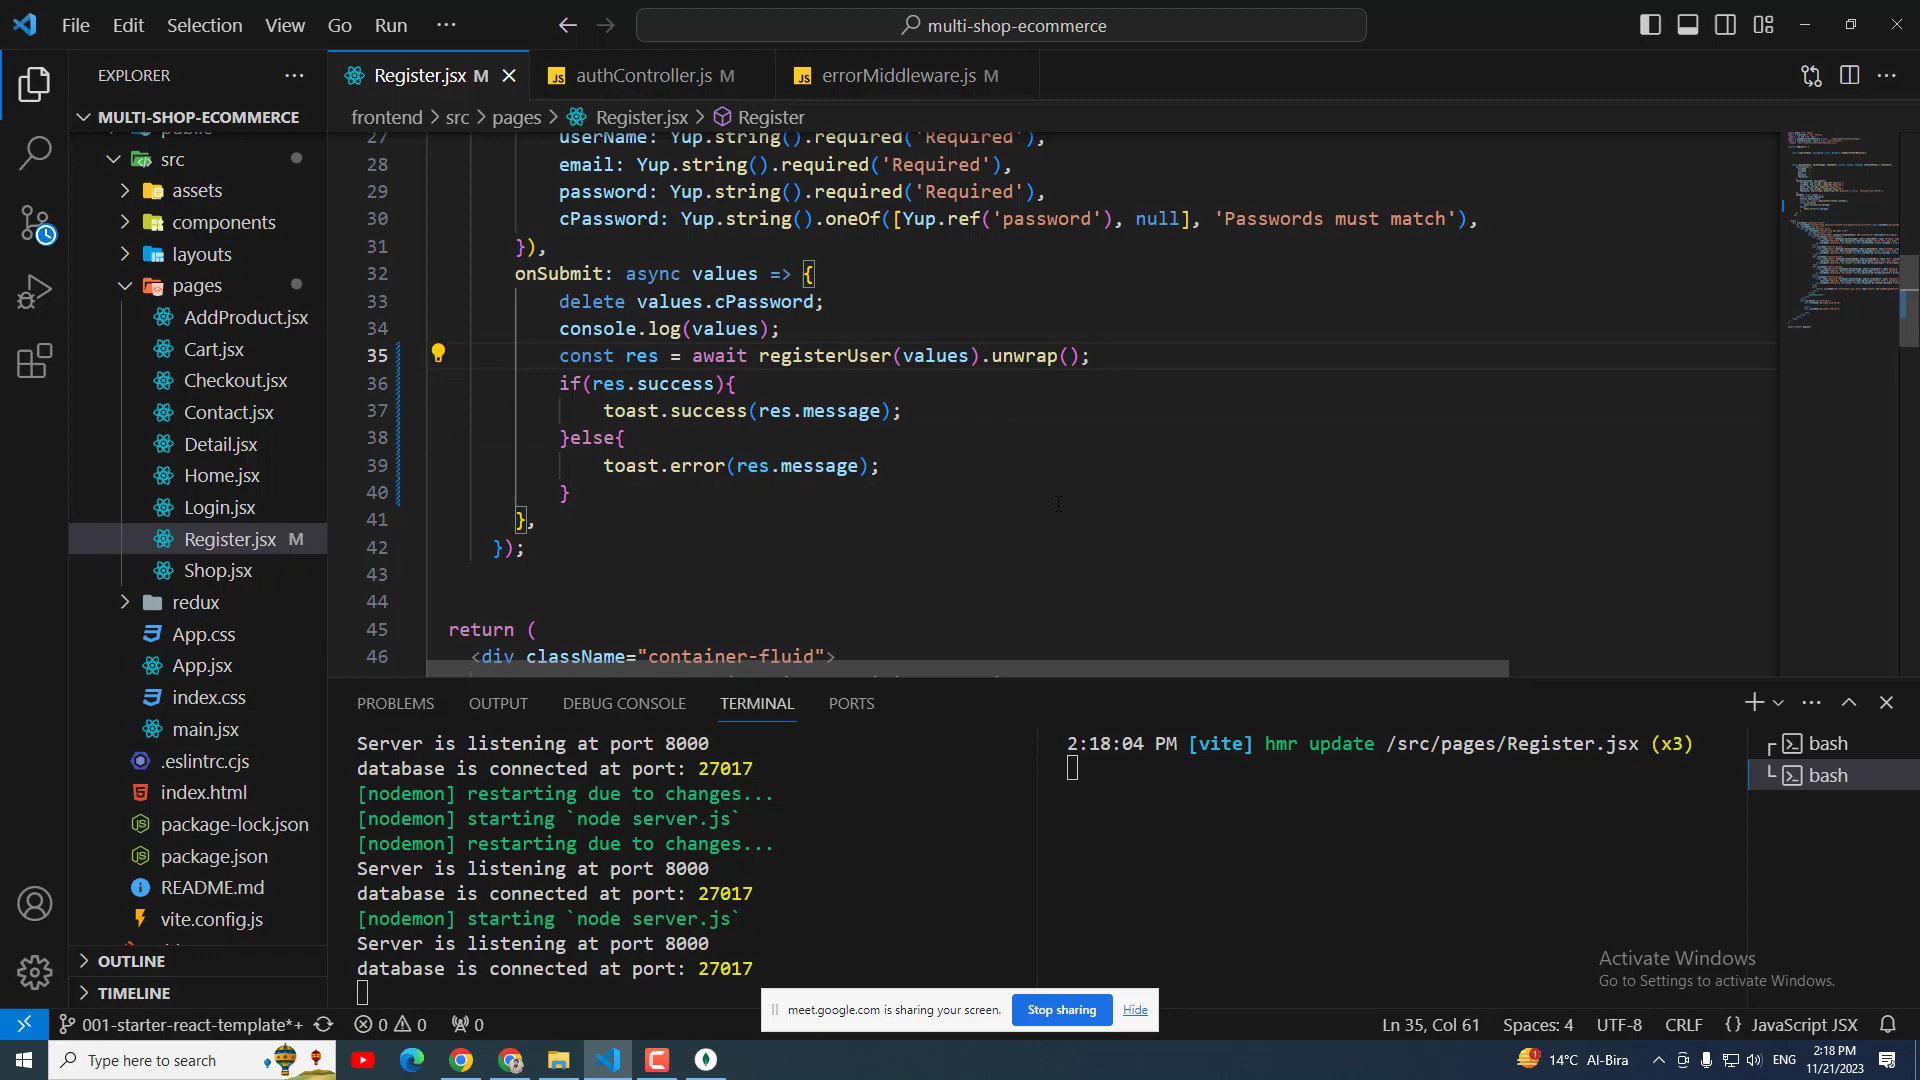 File Edit Selection View Go Run ···
multi-shop-ecommerce
EXPLORER
MULTI-SHOP-ECOMMERCE
public
src
assets
components
layouts
pages
AddProduct.jsx
Cart.jsx
Checkout.jsx
Contact.jsx
Detail.jsx
Home.jsx
Login.jsx
Register.jsx M
Shop.jsx
redux
App.css
App.jsx
index.css
main.jsx
.eslintrc.cjs
index.html
package-lock.json
package.json
README.md
vite.config.js
OUTLINE
TIMELINE
Register.jsx M
authController.js M
errorMiddleware.js M
frontend > src > pages > Register.jsx > Register
27 userName: Yup.string().required('Required'),
28 email: Yup.string().required('Required'),
29 password: Yup.string().required('Required'),
30 cPassword: Yup.string().oneOf([Yup.ref('password'), null], 'Passwords must match'),
31 }),
32 onSubmit: async values => {
33 delete values.cPassword;
34 console.log(values);
35 const res = await registerUser(values).unwrap();
36 if(res.success){
37 toast.success(res.message);
38 }else{
39 toast.error(res.message);
40 }
41 },
42 });
43
44
45 return (
46 <div className="container-fluid">
PROBLEMS OUTPUT DEBUG CONSOLE TERMINAL PORTS
Server is listening at port 8000
database is connected at port: 27017
[nodemon] restarting due to changes...
[nodemon] starting `node server.js`
[nodemon] restarting due to changes...
Server is listening at port 8000
database is connected at port: 27017
[nodemon] starting `node server.js`
Server is listening at port 8000
database is connected at port: 27017
2:18:04 PM [vite] hmr update /src/pages/Register.jsx (x3)
bash
bash
Activate Windows
Go to Settings to activate Windows.
meet.google.com is sharing your screen. Stop sharing Hide
001-starter-react-template*+ 0 0 0
Ln 35, Col 61 Spaces: 4 UTF-8 CRLF {} JavaScript JSX
Type here to search
14°C Al-Bira
ENG
2:18 PM
11/21/2023